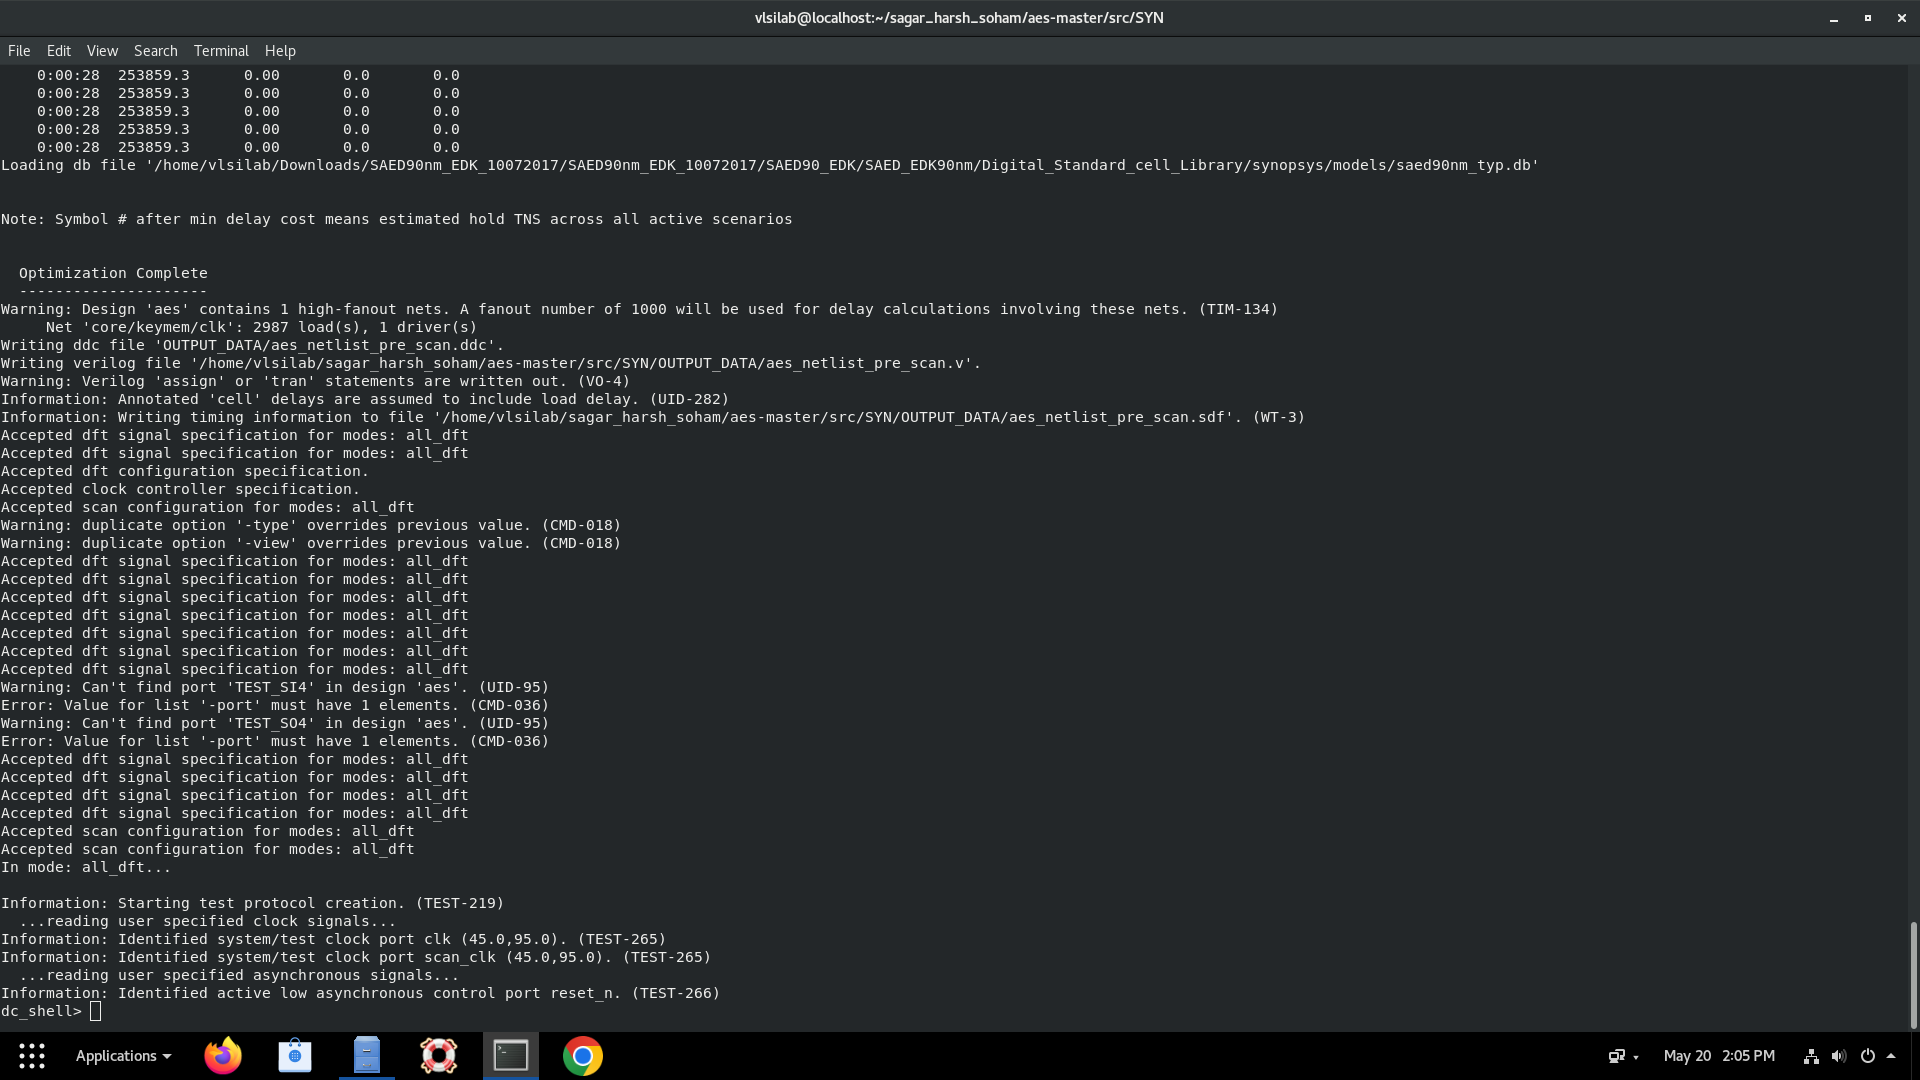 vlsilab@localhost:~/sagar_harsh_soham/aes-master/src/SYN
File Edit View Search Terminal Help
0:00:28 253859.3 0.00 0.0 0.0
0:00:28 253859.3 0.00 0.0 0.0
0:00:28 253859.3 0.00 0.0 0.0
0:00:28 253859.3 0.00 0.0 0.0
0:00:28 253859.3 0.00 0.0 0.0
Loading db file '/home/vlsilab/Downloads/SAED90nm_EDK_10072017/SAED90nm_EDK_10072017/SAED90_EDK/SAED_EDK90nm/Digital_Standard_cell_Library/synopsys/models/saed90nm_typ.db'
Note: Symbol # after min delay cost means estimated hold TNS across all active scenarios
Optimization Complete
---------------------
Warning: Design 'aes' contains 1 high-fanout nets. A fanout number of 1000 will be used for delay calculations involving these nets. (TIM-134)
Net 'core/keymem/clk': 2987 load(s), 1 driver(s)
Writing ddc file 'OUTPUT_DATA/aes_netlist_pre_scan.ddc'.
Writing verilog file '/home/vlsilab/sagar_harsh_soham/aes-master/src/SYN/OUTPUT_DATA/aes_netlist_pre_scan.v'.
Warning: Verilog 'assign' or 'tran' statements are written out. (VO-4)
Information: Annotated 'cell' delays are assumed to include load delay. (UID-282)
Information: Writing timing information to file '/home/vlsilab/sagar_harsh_soham/aes-master/src/SYN/OUTPUT_DATA/aes_netlist_pre_scan.sdf'. (WT-3)
Accepted dft signal specification for modes: all_dft
Accepted dft signal specification for modes: all_dft
Accepted dft configuration specification.
Accepted clock controller specification.
Accepted scan configuration for modes: all_dft
Warning: duplicate option '-type' overrides previous value. (CMD-018)
Warning: duplicate option '-view' overrides previous value. (CMD-018)
Accepted dft signal specification for modes: all_dft
Accepted dft signal specification for modes: all_dft
Accepted dft signal specification for modes: all_dft
Accepted dft signal specification for modes: all_dft
Accepted dft signal specification for modes: all_dft
Accepted dft signal specification for modes: all_dft
Accepted dft signal specification for modes: all_dft
Warning: Can't find port 'TEST_SI4' in design 'aes'. (UID-95)
Error: Value for list '-port' must have 1 elements. (CMD-036)
Warning: Can't find port 'TEST_SO4' in design 'aes'. (UID-95)
Error: Value for list '-port' must have 1 elements. (CMD-036)
Accepted dft signal specification for modes: all_dft
Accepted dft signal specification for modes: all_dft
Accepted dft signal specification for modes: all_dft
Accepted dft signal specification for modes: all_dft
Accepted scan configuration for modes: all_dft
Accepted scan configuration for modes: all_dft
In mode: all_dft...
Information: Starting test protocol creation. (TEST-219)
...reading user specified clock signals...
Information: Identified system/test clock port clk (45.0,95.0). (TEST-265)
Information: Identified system/test clock port scan_clk (45.0,95.0). (TEST-265)
...reading user specified asynchronous signals...
Information: Identified active low asynchronous control port reset_n. (TEST-266)
dc_shell>
Applications
May 20 2:05 PM